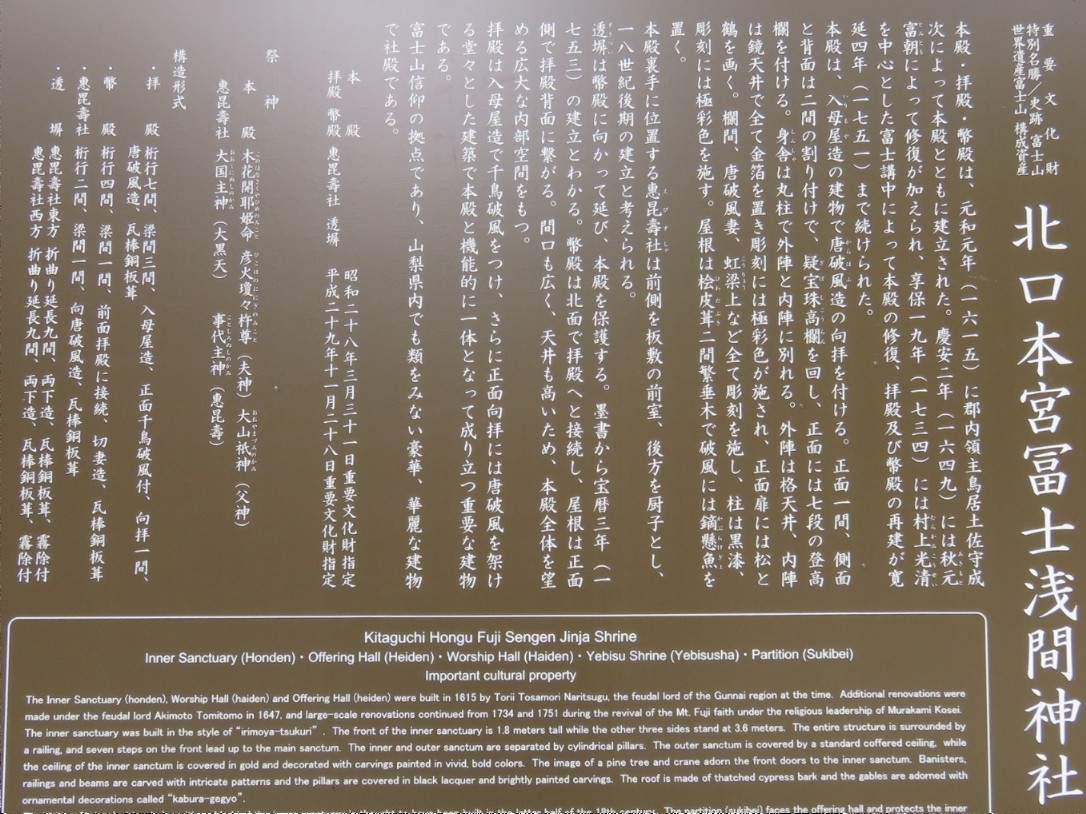 重要文化財
特別名勝/史跡 富士山
世界遺産富士山 構成資産
北口本宮冨士浅間神社
本殿・拝殿・幣殿は、元和元年(一六一五)に郡内領主鳥居土佐守成
次によって本殿とともに建立された。慶安二年(一六四九)には秋元
富朝によって修復が加えられ、享保一九年(一七三四)には村上光清
を中心とした富士講中によって本殿の修復、拝殿及び幣殿の再建が寛
延四年(一七五一)まで続けられた。
本殿は、入母屋造の建物で唐破風造の向拝を付ける。正面一間、側面
と背面は二間の割り付けで、疑宝珠高欄を回し、正面には七段の登高
欄を付ける。身舎は丸柱で外陣と内陣に別れる。外陣は格天井、内陣
は鏡天井で全て金箔を置き彫刻には極彩色が施され、正面扉には松と
鶴を画く。欄間、唐破風妻、虹梁上など全て彫刻を施し、柱は黒漆、
彫刻には極彩色を施す。屋根は桧皮葺二間繁垂木で破風には鏑懸魚を
置く。
本殿裏手に位置する惠昆壽社は前側を板敷の前室、後方を厨子とし、
一八世紀後期の建立と考えられる。
透塀は幣殿に向かって延び、本殿を保護する。墨書から宝暦三年(一
七五三)の建立とわかる。幣殿は北面で拝殿へと接続し、屋根は正面
側で拝殿背面に繋がる。間口も広く、天井も高いため、本殿全体を望
める広大な内部空間をもつ。
拝殿は入母屋造で千鳥破風をつけ、さらに正面向拝には唐破風を架け
る堂々とした建築で本殿と機能的に一体となって成り立つ重要な建物
である。
富士山信仰の拠点であり、山梨県内でも類をみない豪華、華麗な建物
で社殿である。
本殿 昭和二十八年三月三十一日重要文化財指定
拝殿 幣殿 惠昆壽社 透塀 平成二十九年十一月二十八日重要文化財指定
祭神
本殿 木花開耶姫命 彦火瓊々杵尊(夫神) 大山祇神(父神)
惠昆壽社 大国主神(大黒天) 事代主神(惠昆壽)
構造形式
・拝殿 桁行七間、梁間三間、入母屋造、正面千鳥破風付、向拝一間、
唐破風造、瓦棒銅板葺
・幣殿 桁行四間、梁間一間、前面拝殿に接続、切妻造、瓦棒銅板葺
・惠昆壽社 桁行二間、梁間一間、向唐破風造、瓦棒銅板葺
・透塀 惠昆壽社東方 折曲り延長九間、両下造、瓦棒銅板葺、霧除付
惠昆壽社西方 折曲り延長九間、両下造、瓦棒銅板葺、霧除付
Kitaguchi Hongu Fuji Sengen Jinja Shrine
Inner Sanctuary (Honden)・Offering Hall (Heiden)・Worship Hall (Haiden)・Yebisu Shrine (Yebisusha)・Partition (Sukibei)
Important cultural property
The Inner Sanctuary (honden), Worship Hall (haiden) and Offering Hall (heiden) were built in 1615 by Torii Tosamori Naritsugu, the feudal lord of the Gunnai region at the time. Additional renovations were
made under the feudal lord Akimoto Tomitomo in 1647, and large-scale renovations continued from 1734 and 1751 during the revival of the Mt. Fuji faith under the religious leadership of Murakami Kosei.
The inner sanctuary was built in the style of "irimoya-tsukuri". The front of the inner sanctuary is 1.8 meters tall while the other three sides stand at 3.6 meters. The entire structure is surrounded by
a railing, and seven steps on the front lead up to the main sanctum. The inner and outer sanctum are separated by cylindrical pillars. The outer sanctum is covered by a standard coffered ceiling, while
the ceiling of the inner sanctum is covered in gold and decorated with carvings painted in vivid, bold colors. The image of a pine tree and crane adorn the front doors to the inner sanctum. Banisters,
railings and beams are carved with intricate patterns and the pillars are covered in black lacquer and brightly painted carvings. The roof is made of thatched cypress bark and the gables are adorned with
ornamental decorations called "kabura-gegyo".
built in the latter half of the 18th century. The partition (sukibei) faces the offering hall and protects the inner